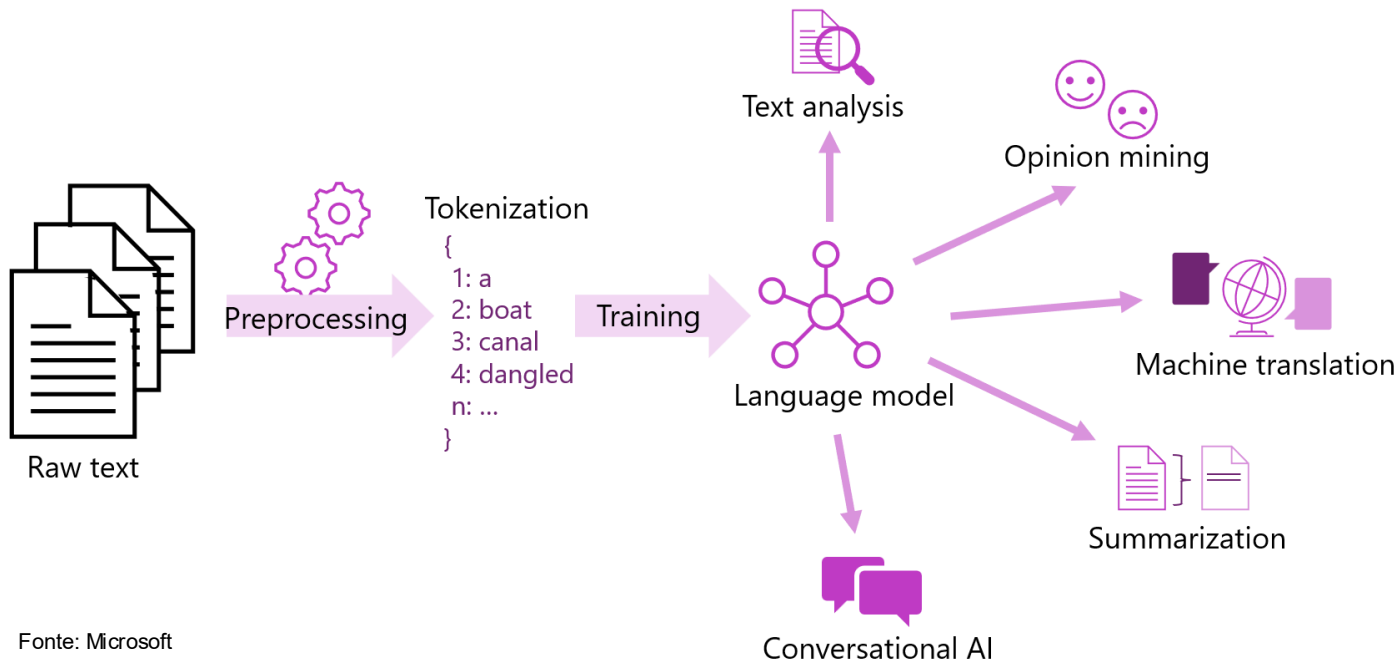 Raw text
Preprocessing
Tokenization
{
1: a
2: boat
3: canal
4: dangled
n: ...
}
Training
Language model
Text analysis
Opinion mining
Machine translation
Summarization
Conversational AI
Fonte: Microsoft